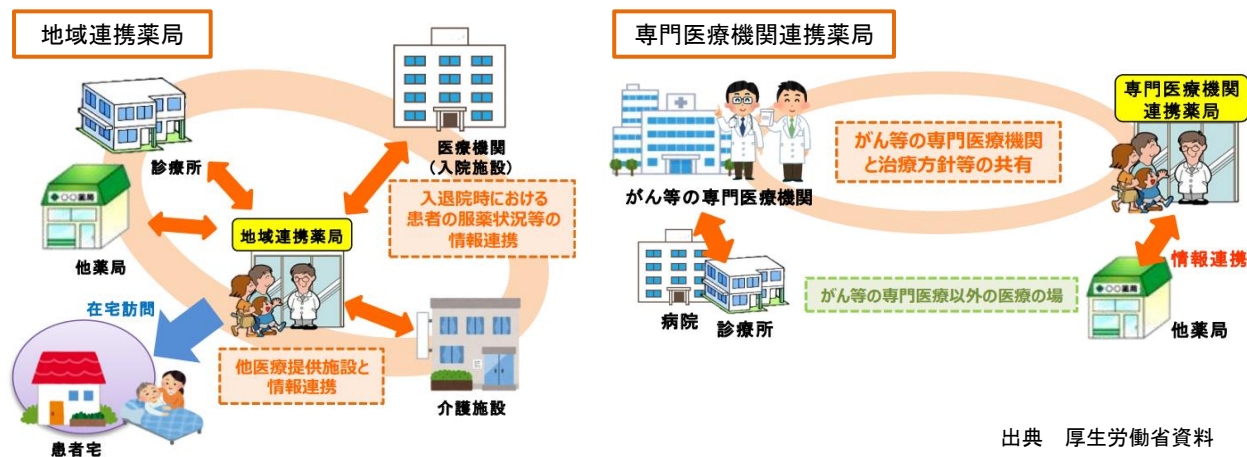 地域連携薬局
診療所
医療機関
(入院施設)
○○薬局
他薬局
地域連携薬局
入退院時における
患者の服薬状況等の
情報連携
在宅訪問
他医療提供施設と
情報連携
介護施設
患者宅
専門医療機関連携薬局
専門医療機関
連携薬局
がん等の専門医療機関
と治療方針等の共有
がん等の専門医療機関
情報連携
病院
診療所
がん等の専門医療以外の医療の場
○○薬局
他薬局
出典 厚生労働省資料